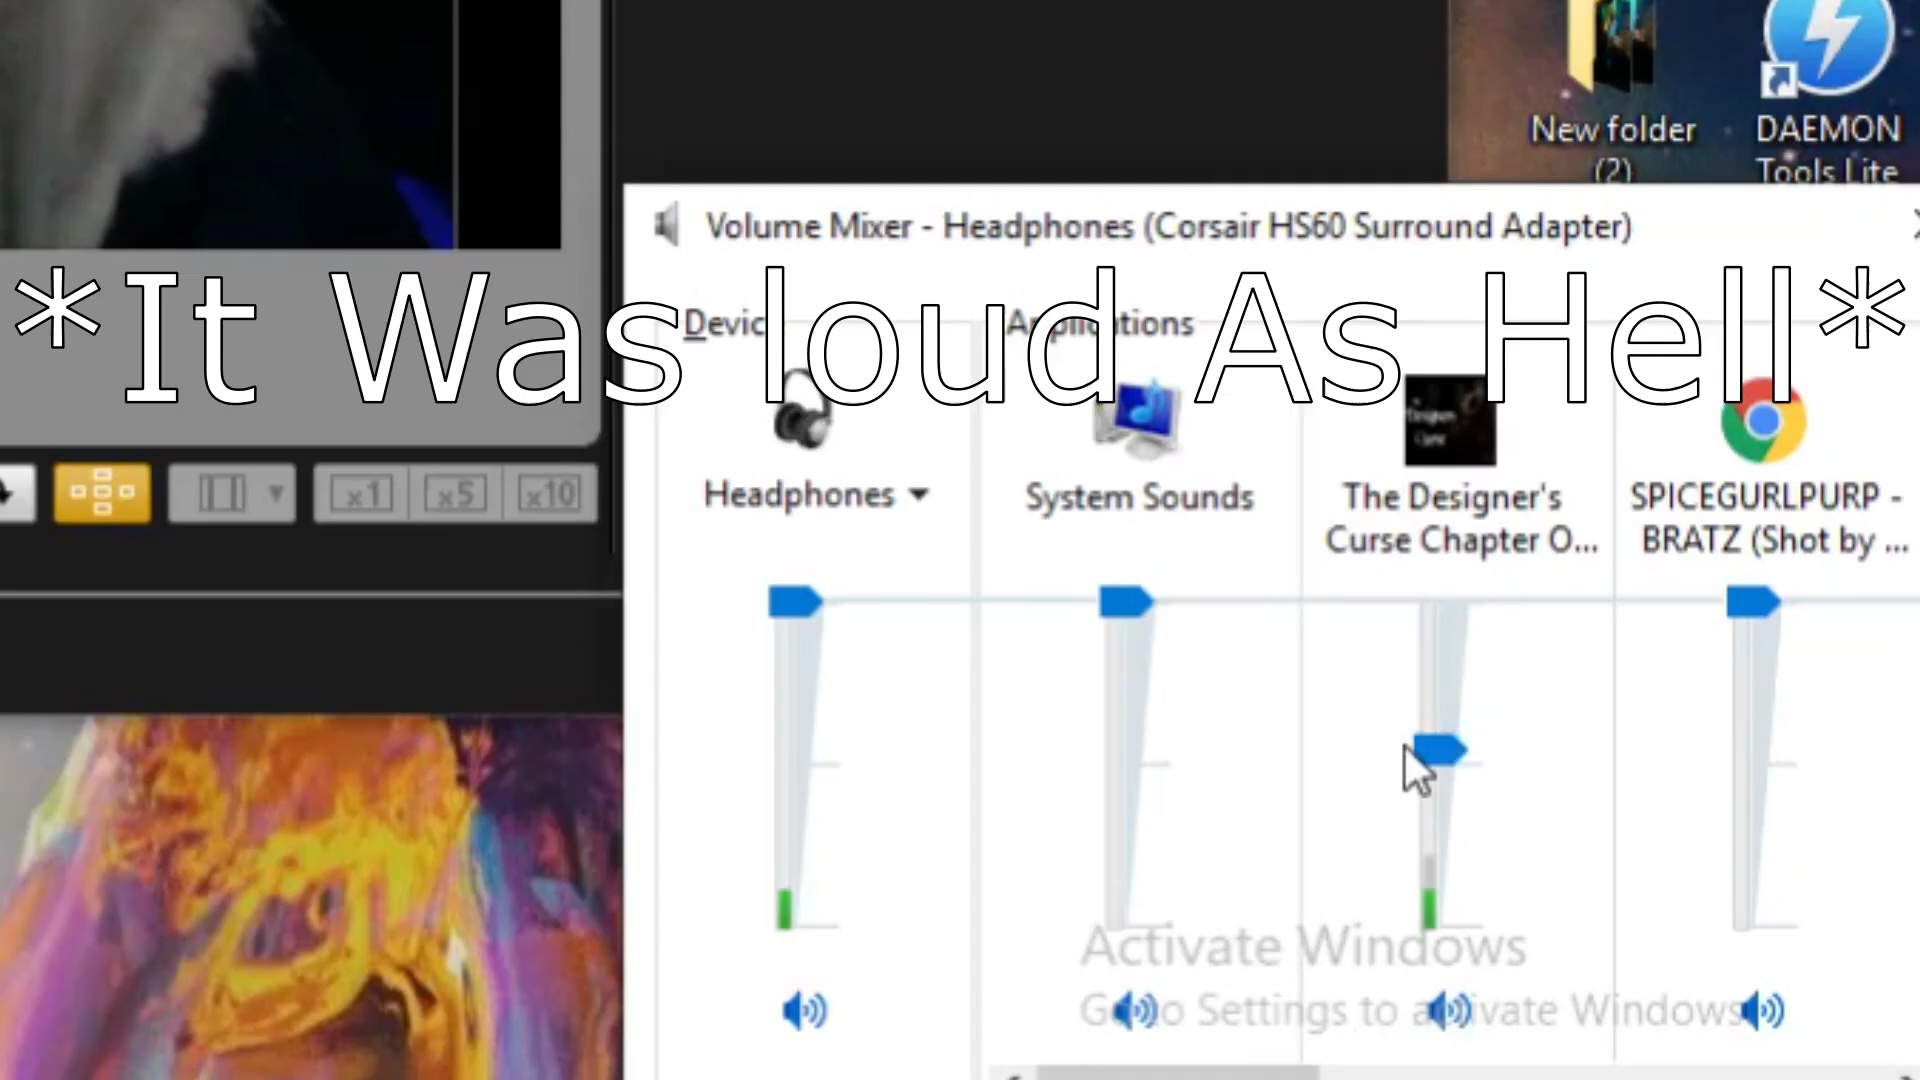 New folder
(2)
DAEMON
Tools Lite
Volume Mixer - Headphones (Corsair HS60 Surround Adapter)
*It Was loud As Hell*
Devic
Applications
Headphones
System Sounds
The Designer's
Curse Chapter O...
SPICEGURLPURP -
BRATZ (Shot by ...
x1
x5
x10
Activate Windows
Go to Settings to activate Windows